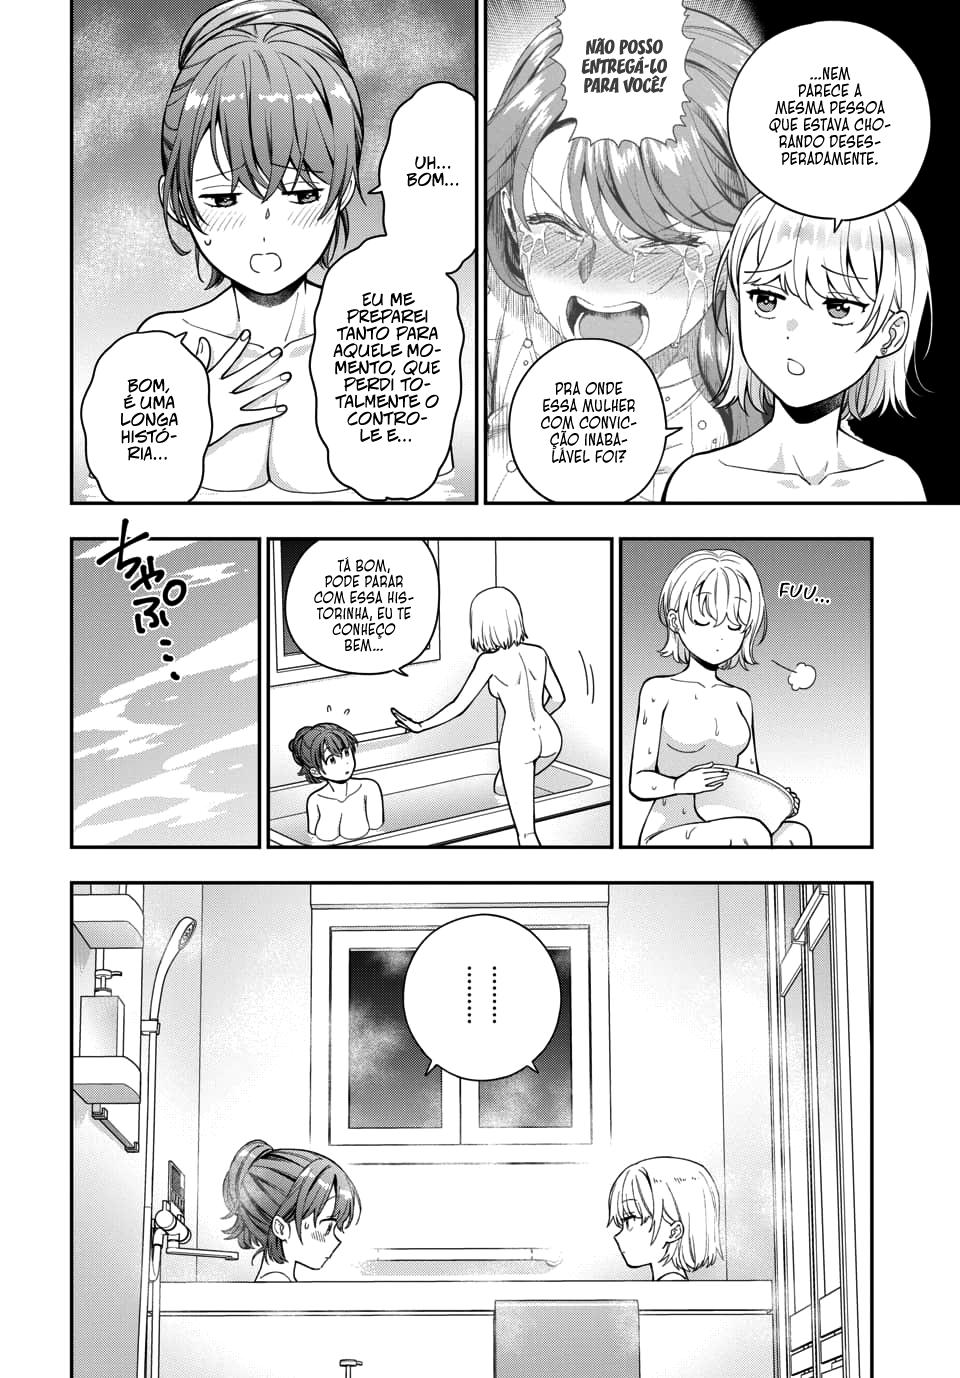 ...NEM
PARECE A
MESMA PESSOA
QUE ESTAVA CHO-
RANDO DESES-
PERADAMENTE.
NÃO POSSO
ENTREGÁ-LO
PARA VOCÊ!
PRA ONDE
ESSA MULHER
COM CONVIC-
ÇÃO INABA-
LÁVEL FOI?
UH...
BOM...
EU ME
PREPAREI
TANTO PARA
AQUELE MO-
MENTO, QUE
PERDI TO-
TALMENTE O
CONTRO-
LE E...
BOM,
É UMA
LONGA
HISTÓ-
RIA...
FUU...
TÁ BOM,
PODE PARAR
COM ESSA HIS-
TORINHA, EU TE
CONHEÇO
BEM...
ちゃぷ…
..........
..........